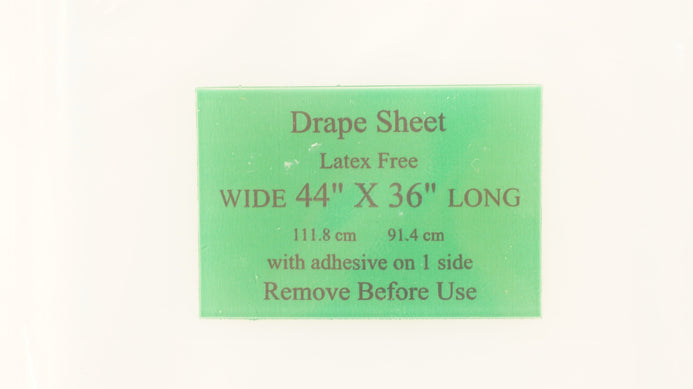 Drape Sheet
Latex Free
WIDE 44" X 36" LONG
111.8 cm 91.4 cm
with adhesive on 1 side
Remove Before Use